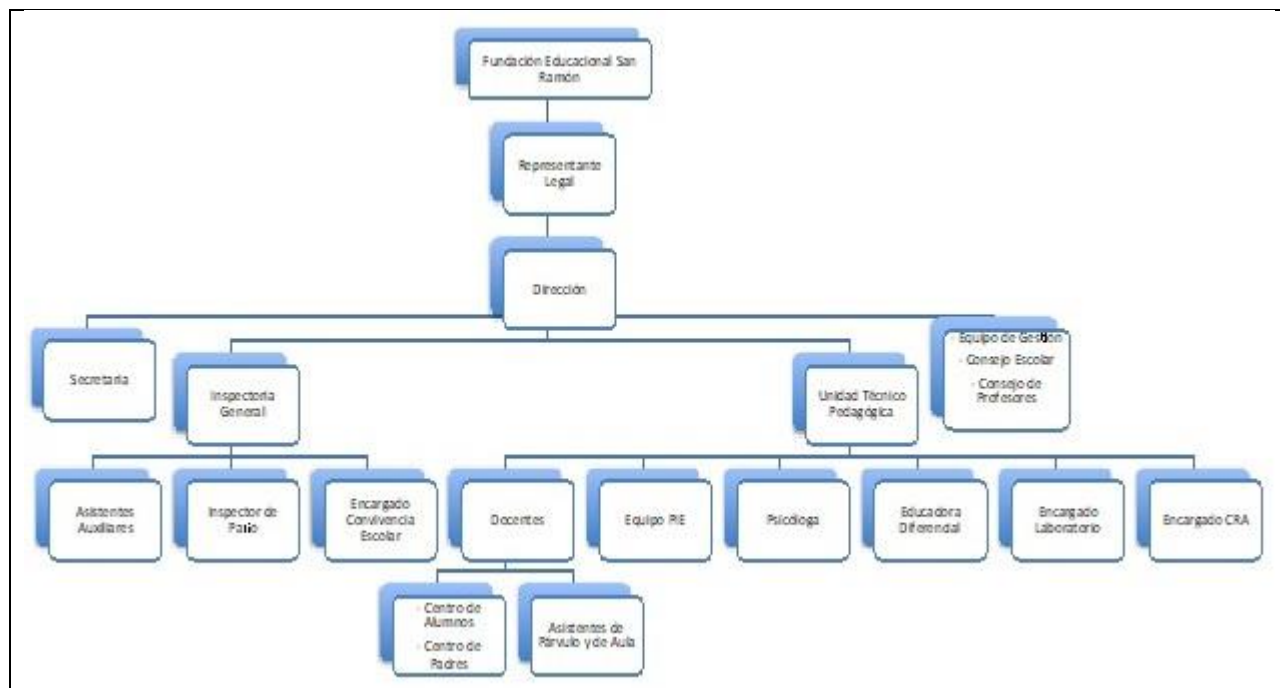 Fundación Educacional San
Ramón
Representante
Legal
Dirección
Secretaria
Inspectoría
General
Unidad Técnico
Pedagógica
- Equipo de Gestión
- Consejo Escolar
- Consejo de
Profesores
Asistentes
Auxiliares
Inspector de
Patio
Encargado
Convivencia
Escolar
Docentes
Equipo PIE
Psicóloga
Educadora
Diferencial
Encargado
Laboratorio
Encargado CRA
- Centro de
Alumnos
- Centro de
Padres
Asistentes de
Párvulo y de Aula